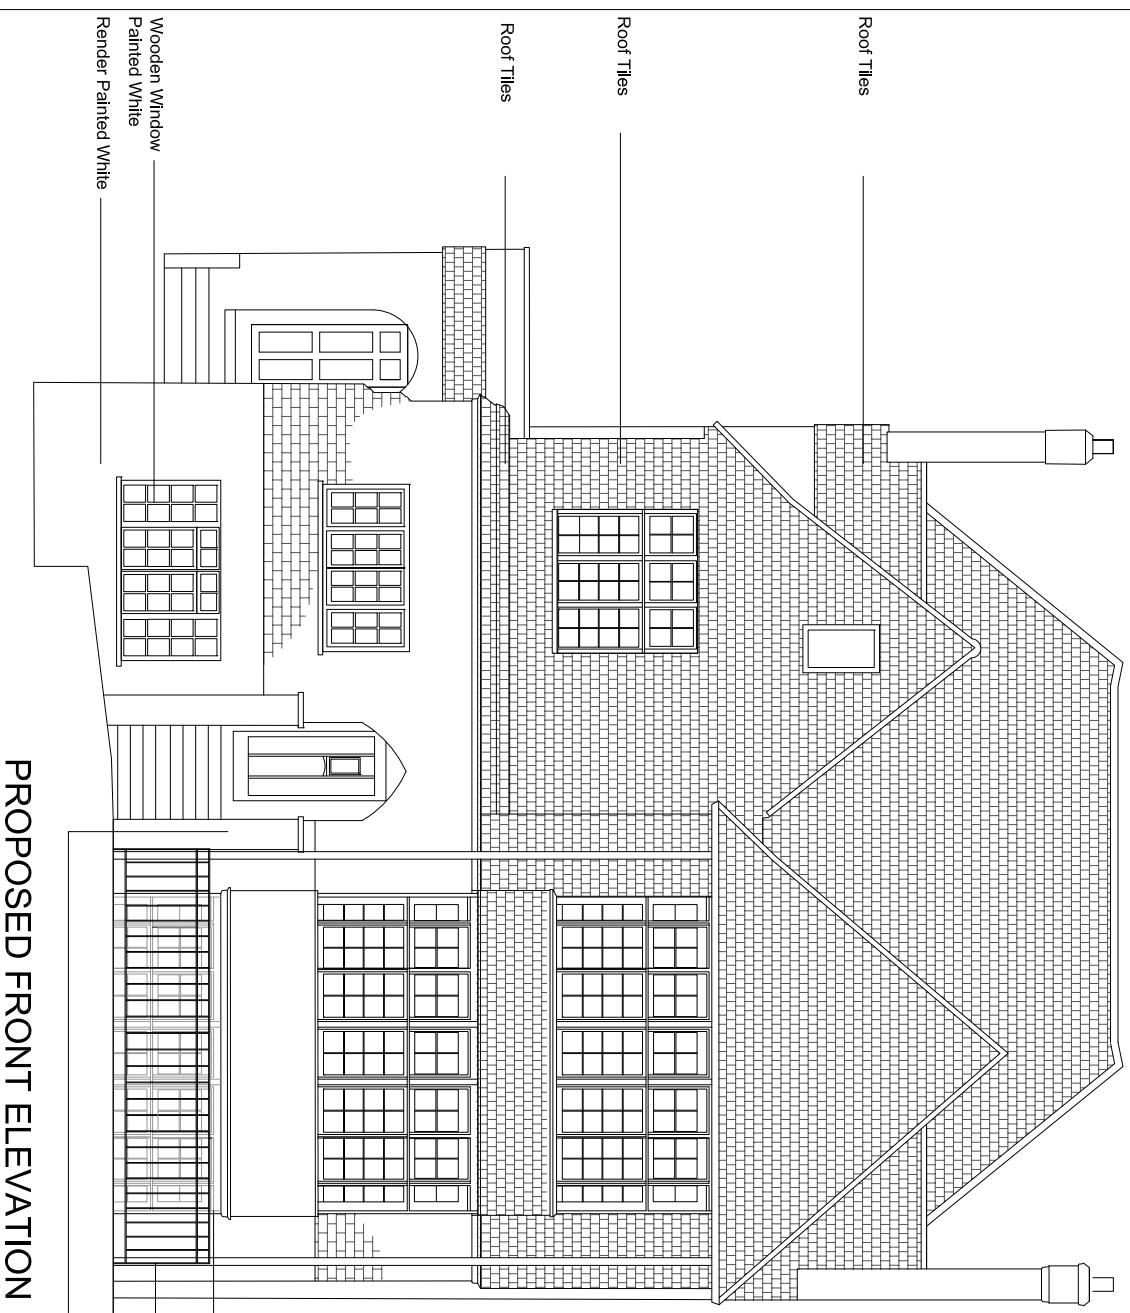 Roof Tiles
Roof Tiles
Roof Tiles
Wooden Window
Painted White
Render Painted White
PROPOSED FRONT ELEVATION